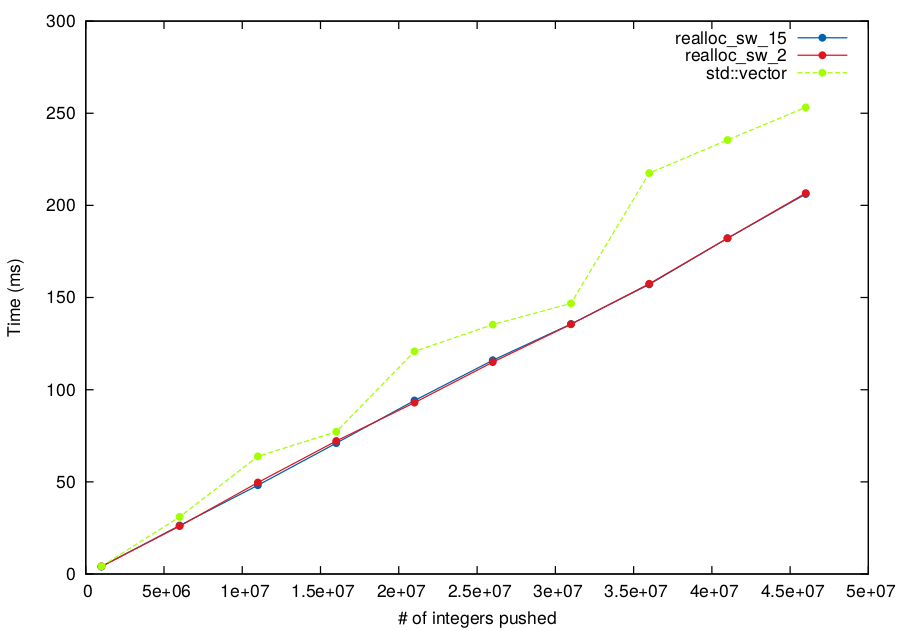 300
250
200
150
100
50
0
Time (ms)
realloc_sw_15
realloc_sw_2
std::vector
0 5e+06 1e+07 1.5e+07 2e+07 2.5e+07 3e+07 3.5e+07 4e+07 4.5e+07 5e+07
# of integers pushed